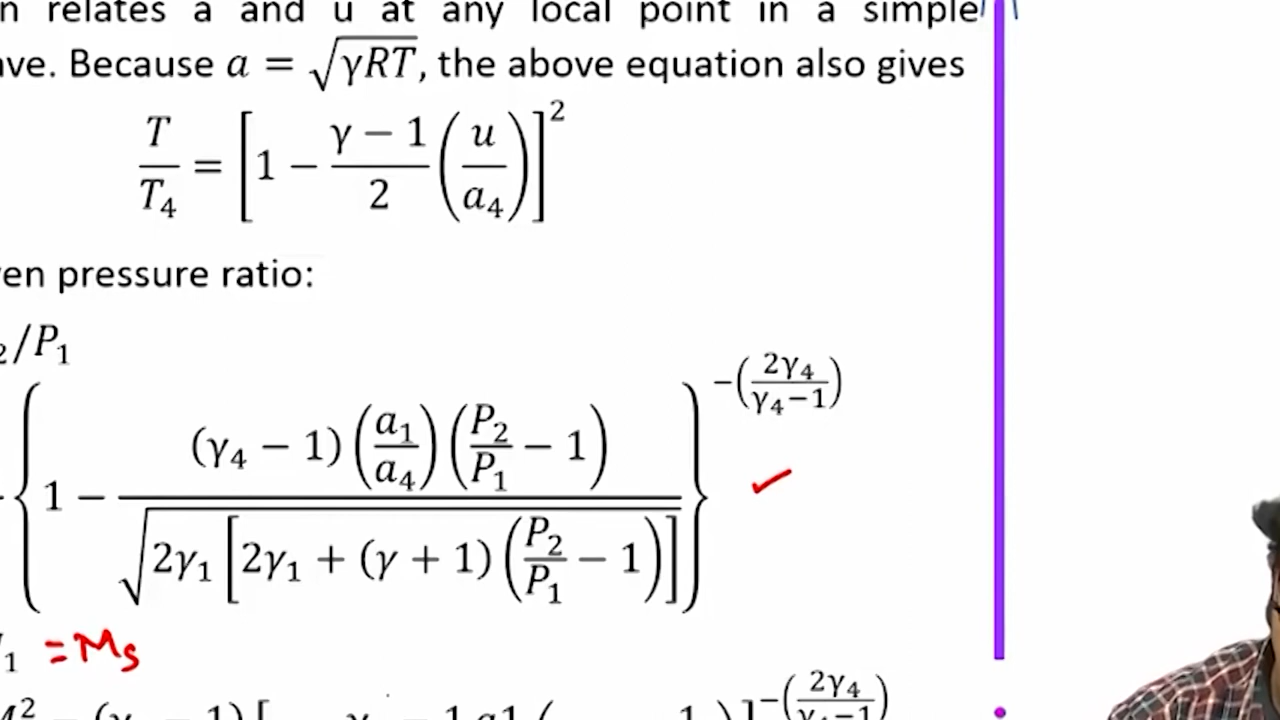 n relates a and u at any local point in a simple
ve. Because a = √γRT, the above equation also gives
T/T₄ = [1 − (γ − 1)/2 (u/a₄)]²
en pressure ratio:
₂/P₁
{1 − (γ₄ − 1)(a₁/a₄)(P₂/P₁ − 1) / √(2γ₁[2γ₁ + (γ + 1)(P₂/P₁ − 1)])}^−(2γ₄/(γ₄−1))
₁ = Mₛ